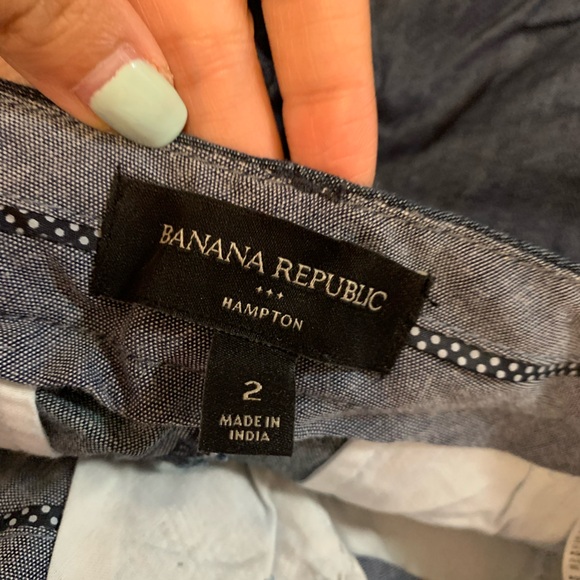 BANANA REPUBLIC
HAMPTON
2
MADE IN
INDIA